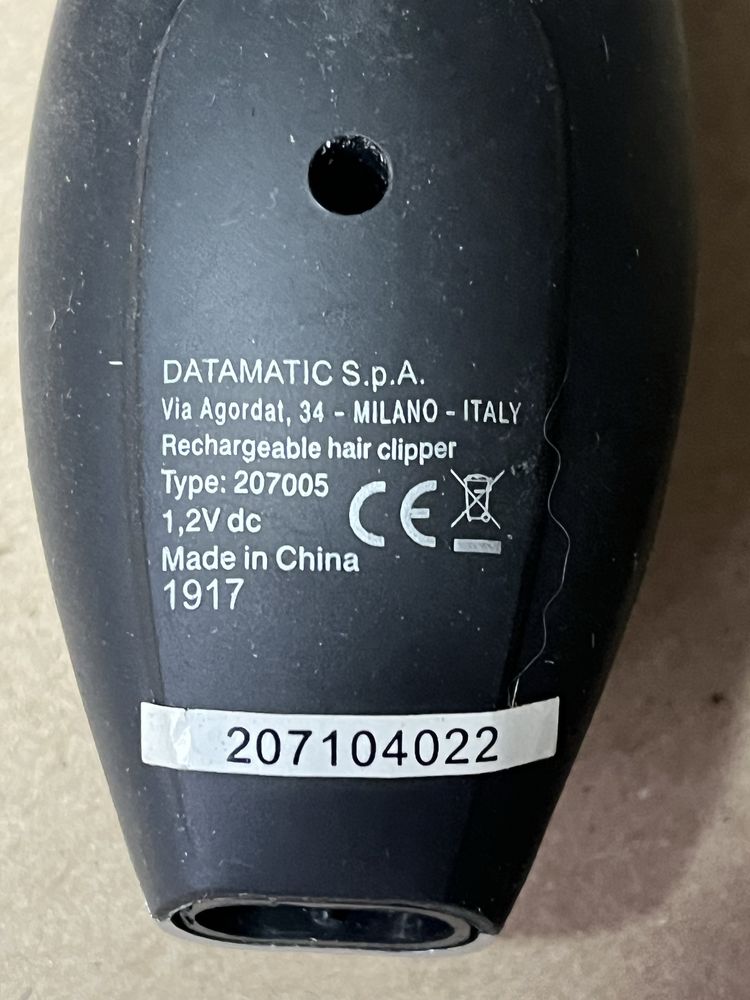 DATAMATIC S.p.A.
Via Agordat, 34 - MILANO - ITALY
Rechargeable hair clipper
Type: 207005
1,2V dc
CE
Made in China
1917
207104022